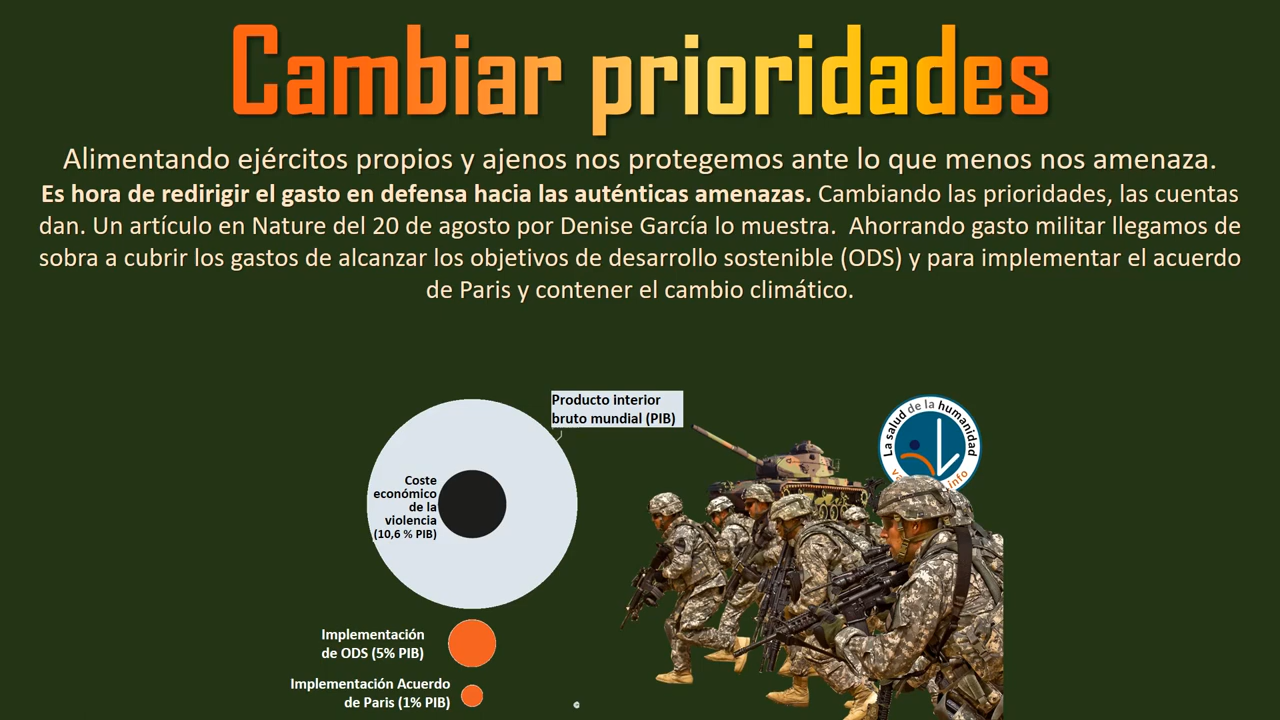 Cambiar prioridades
Alimentando ejércitos propios y ajenos nos protegemos ante lo que menos nos amenaza.
Es hora de redirigir el gasto en defensa hacia las auténticas amenazas. Cambiando las prioridades, las cuentas
dan. Un artículo en Nature del 20 de agosto por Denise García lo muestra. Ahorrando gasto militar llegamos de
sobra a cubrir los gastos de alcanzar los objetivos de desarrollo sostenible (ODS) y para implementar el acuerdo
de Paris y contener el cambio climático.
Producto interior
bruto mundial (PIB)
La salud de la humanidad
info
Coste
económico
de la
violencia
(10,6 % PIB)
Implementación
de ODS (5% PIB)
Implementación Acuerdo
de Paris (1% PIB)